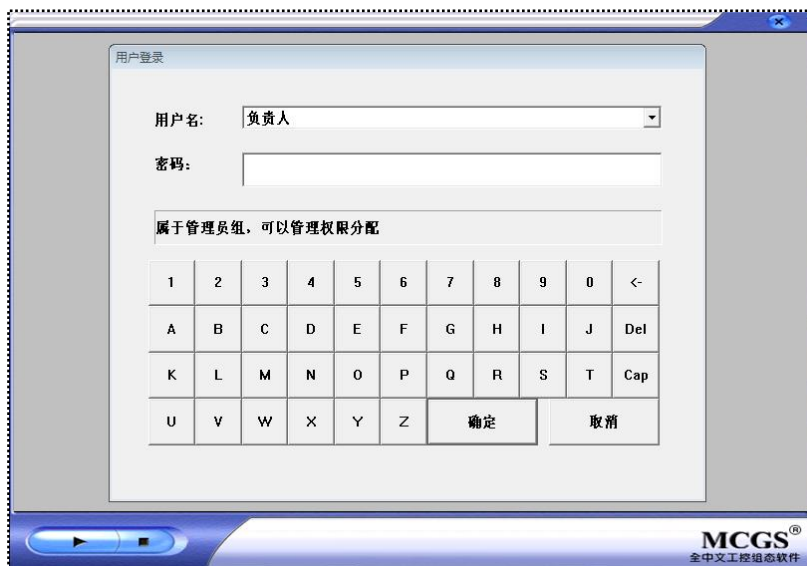 用户登录
用户名: 负责人
密码:
属于管理员组，可以管理权限分配
1 2 3 4 5 6 7 8 9 0 <-
A B C D E F G H I J Del
K L M N O P Q R S T Cap
U V W X Y Z 确定 取消
MCGS®
全中文工控组态软件